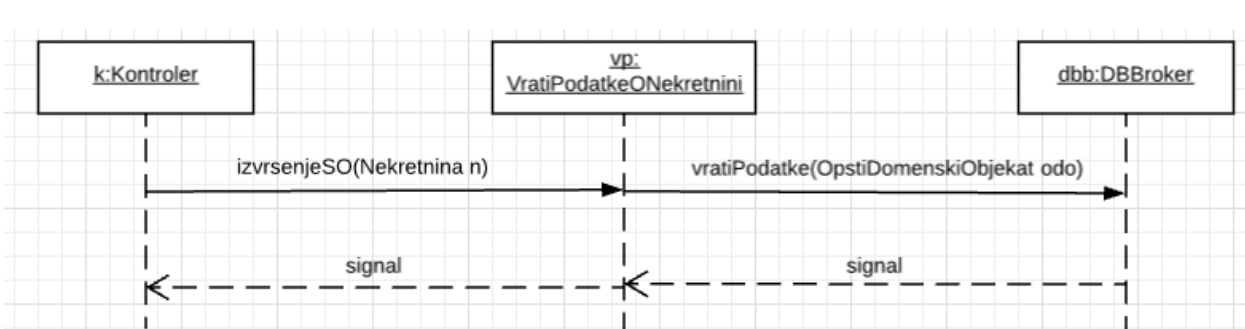 k:Kontroler
vp:
VratiPodatkeONekretnini
dbb:DBBroker
izvrsenjeSO(Nekretnina n)
vratiPodatke(OpstiDomenskiObjekat odo)
signal
signal